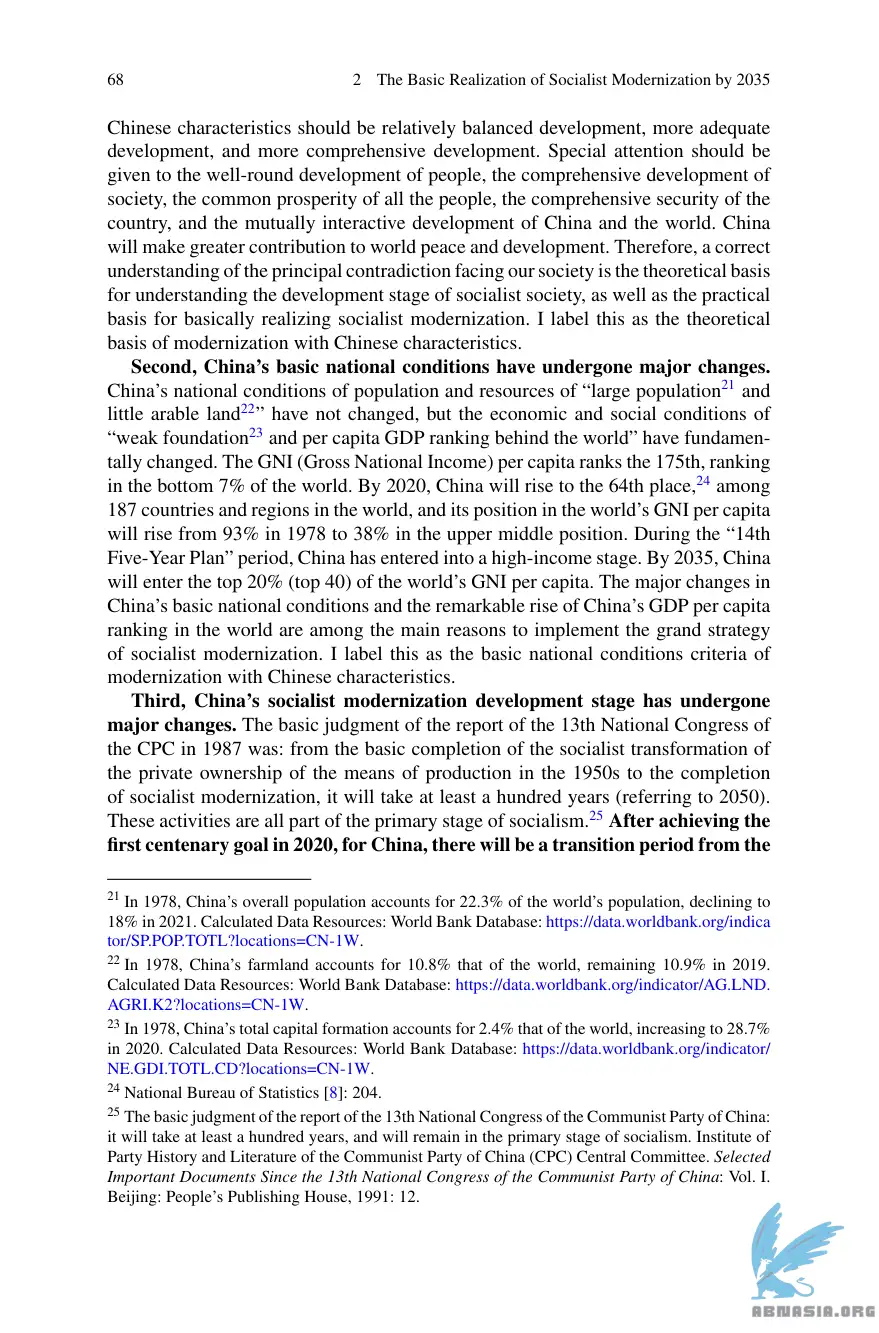 68
2 The Basic Realization of Socialist Modernization by 2035
Chinese characteristics should be relatively balanced development, more adequate
development, and more comprehensive development. Special attention should be
given to the well-round development of people, the comprehensive development of
society, the common prosperity of all the people, the comprehensive security of the
country, and the mutually interactive development of China and the world. China
will make greater contribution to world peace and development. Therefore, a correct
understanding of the principal contradiction facing our society is the theoretical basis
for understanding the development stage of socialist society, as well as the practical
basis for basically realizing socialist modernization. I label this as the theoretical
basis of modernization with Chinese characteristics.
Second, China's basic national conditions have undergone major changes.
China's national conditions of population and resources of “large population21 and
little arable land22” have not changed, but the economic and social conditions of
“weak foundation23 and per capita GDP ranking behind the world” have fundamen-
tally changed. The GNI (Gross National Income) per capita ranks the 175th, ranking
in the bottom 7% of the world. By 2020, China will rise to the 64th place,24 among
187 countries and regions in the world, and its position in the world's GNI per capita
will rise from 93% in 1978 to 38% in the upper middle position. During the “14th
Five-Year Plan” period, China has entered into a high-income stage. By 2035, China
will enter the top 20% (top 40) of the world's GNI per capita. The major changes in
China's basic national conditions and the remarkable rise of China's GDP per capita
ranking in the world are among the main reasons to implement the grand strategy
of socialist modernization. I label this as the basic national conditions criteria of
modernization with Chinese characteristics.
Third, China's socialist modernization development stage has undergone
major changes. The basic judgment of the report of the 13th National Congress of
the CPC in 1987 was: from the basic completion of the socialist transformation of
the private ownership of the means of production in the 1950s to the completion
of socialist modernization, it will take at least a hundred years (referring to 2050).
These activities are all part of the primary stage of socialism.25 After achieving the
first centenary goal in 2020, for China, there will be a transition period from the
21 In 1978, China's overall population accounts for 22.3% of the world's population, declining to
18% in 2021. Calculated Data Resources: World Bank Database: https://data.worldbank.org/indica
tor/SP.POP.TOTL?locations=CN-1W.
22 In 1978, China's farmland accounts for 10.8% that of the world, remaining 10.9% in 2019.
Calculated Data Resources: World Bank Database: https://data.worldbank.org/indicator/AG.LND.
AGRI.K2?locations=CN-1W.
23 In 1978, China's total capital formation accounts for 2.4% that of the world, increasing to 28.7%
in 2020. Calculated Data Resources: World Bank Database: https://data.worldbank.org/indicator/
NE.GDI.TOTL.CD?locations=CN-1W.
24 National Bureau of Statistics [8]: 204.
25 The basic judgment of the report of the 13th National Congress of the Communist Party of China:
it will take at least a hundred years, and will remain in the primary stage of socialism. Institute of
Party History and Literature of the Communist Party of China (CPC) Central Committee. Selected
Important Documents Since the 13th National Congress of the Communist Party of China: Vol. I.
Beijing: People's Publishing House, 1991: 12.
ABNASIA.ORG